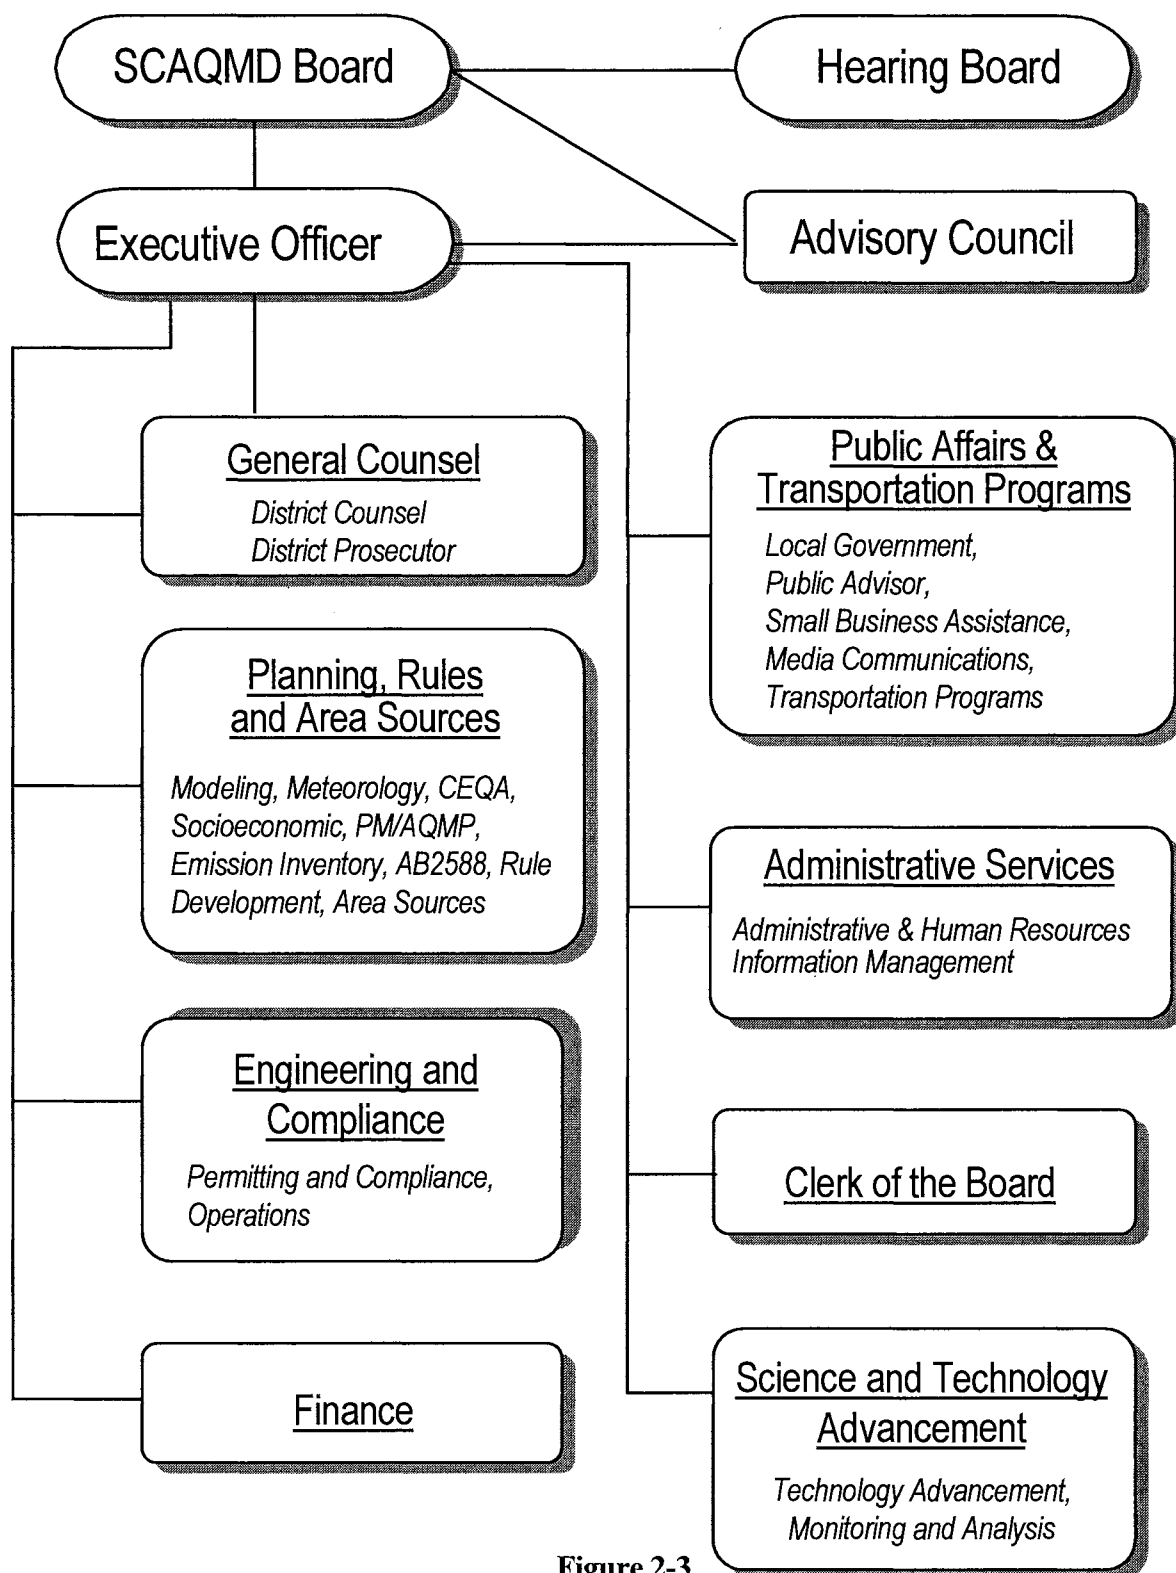 SCAQMD Board
Hearing Board
Executive Officer
Advisory Council
General Counsel
District Counsel
District Prosecutor
Planning, Rules
and Area Sources
Modeling, Meteorology, CEQA,
Socioeconomic, PM/AQMP,
Emission Inventory, AB2588, Rule
Development, Area Sources
Engineering and
Compliance
Permitting and Compliance,
Operations
Finance
Public Affairs &
Transportation Programs
Local Government,
Public Advisor,
Small Business Assistance,
Media Communications,
Transportation Programs
Administrative Services
Administrative & Human Resources
Information Management
Clerk of the Board
Science and Technology
Advancement
Technology Advancement,
Monitoring and Analysis
Figure 2-3